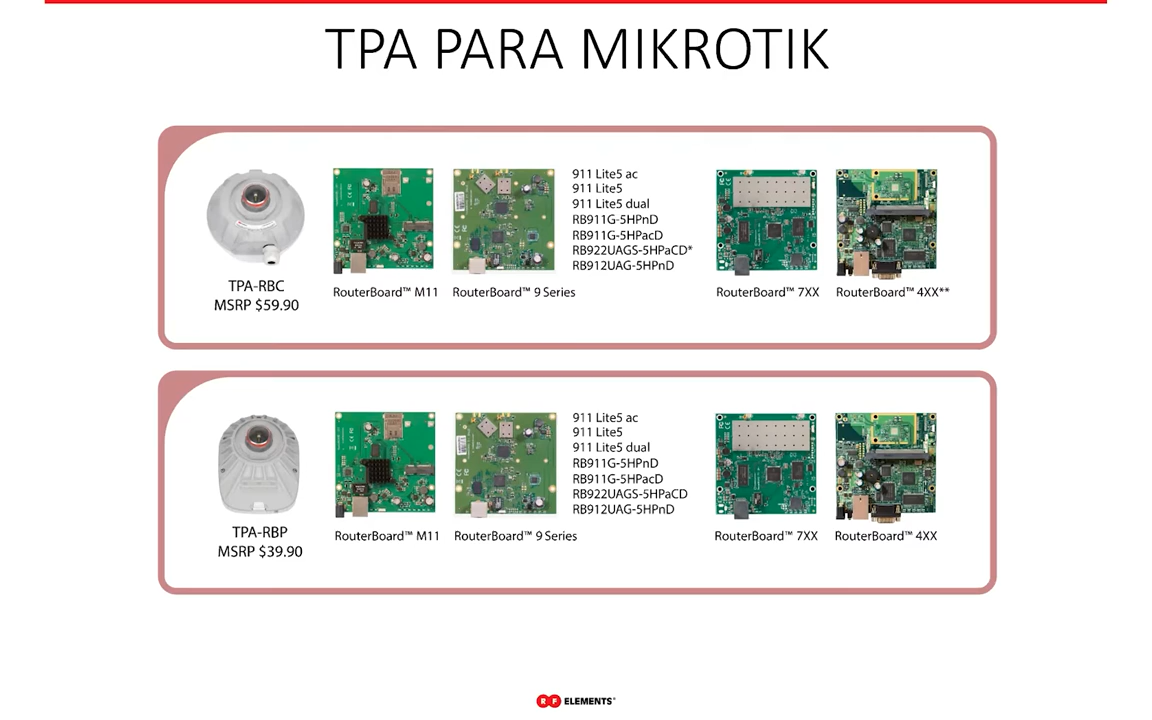 TPA PARA MIKROTIK
TPA-RBC
MSRP $59.90
RouterBoard™ M11
RouterBoard™ 9 Series
911 Lite5 ac
911 Lite5
911 Lite5 dual
RB911G-5HPnD
RB911G-5HPacD
RB922UAGS-5HPaCD*
RB912UAG-5HPnD
RouterBoard™ 7XX
RouterBoard™ 4XX**
TPA-RBP
MSRP $39.90
RouterBoard™ M11
RouterBoard™ 9 Series
911 Lite5 ac
911 Lite5
911 Lite5 dual
RB911G-5HPnD
RB911G-5HPacD
RB922UAGS-5HPaCD
RB912UAG-5HPnD
RouterBoard™ 7XX
RouterBoard™ 4XX
RF ELEMENTS